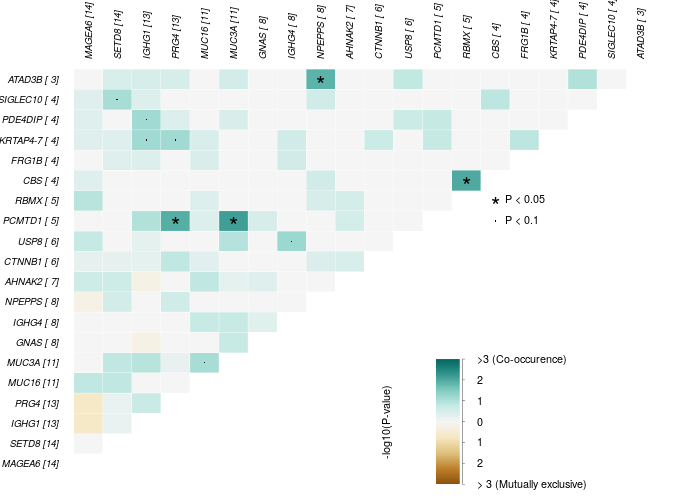 MAGEA6 [14]
SETD8 [14]
IGHG1 [13]
PRG4 [13]
MUC16 [11]
MUC3A [11]
GNAS [ 8]
IGHG4 [ 8]
NPEPPS [ 8]
AHNAK2 [ 7]
CTNNB1 [ 6]
USP8 [ 6]
PCMTD1 [ 5]
RBMX [ 5]
CBS [ 4]
FRG1B [ 4]
KRTAP4-7 [ 4]
PDE4DIP [ 4]
SIGLEC10 [ 4]
ATAD3B [ 3]
ATAD3B [ 3]
SIGLEC10 [ 4]
PDE4DIP [ 4]
KRTAP4-7 [ 4]
FRG1B [ 4]
CBS [ 4]
RBMX [ 5]
* P < 0.05
PCMTD1 [ 5]
· P < 0.1
USP8 [ 6]
CTNNB1 [ 6]
AHNAK2 [ 7]
NPEPPS [ 8]
IGHG4 [ 8]
GNAS [ 8]
MUC3A [11]
MUC16 [11]
PRG4 [13]
IGHG1 [13]
SETD8 [14]
MAGEA6 [14]
-log10(P-value)
>3 (Co-occurence)
2
1
0
1
2
> 3 (Mutually exclusive)